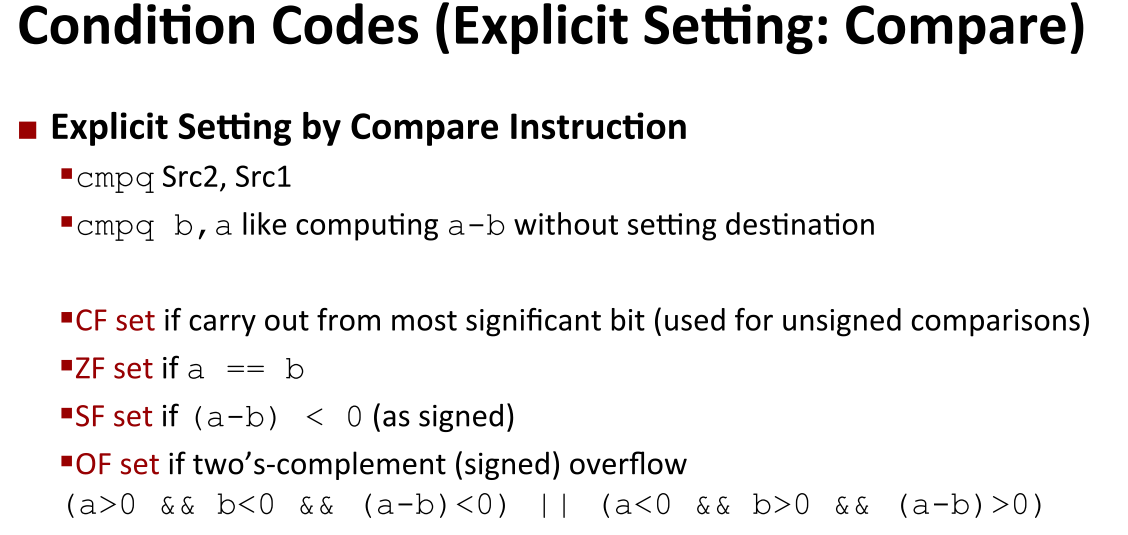 Condition Codes (Explicit Setting: Compare)
Explicit Setting by Compare Instruction
cmpq Src2, Src1
cmpq b,a like computing a-b without setting destination
CF set if carry out from most significant bit (used for unsigned comparisons)
ZF set if a == b
SF set if (a-b) < 0 (as signed)
OF set if two’s-complement (signed) overflow
(a>0 && b<0 && (a-b)<0) || (a<0 && b>0 && (a-b)>0)